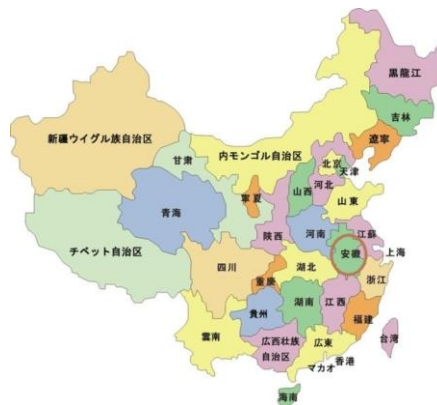 黒龍江
吉林
遼寧
内モンゴル自治区
新疆ウイグル族自治区
甘粛
北京
天津
河北
山西
山東
寧夏
青海
陝西
河南
江蘇
チベット自治区
安徽
上海
四川
湖北
重慶
浙江
湖南
江西
貴州
福建
雲南
広西壮族
自治区
広東
台湾
香港
マカオ
海南